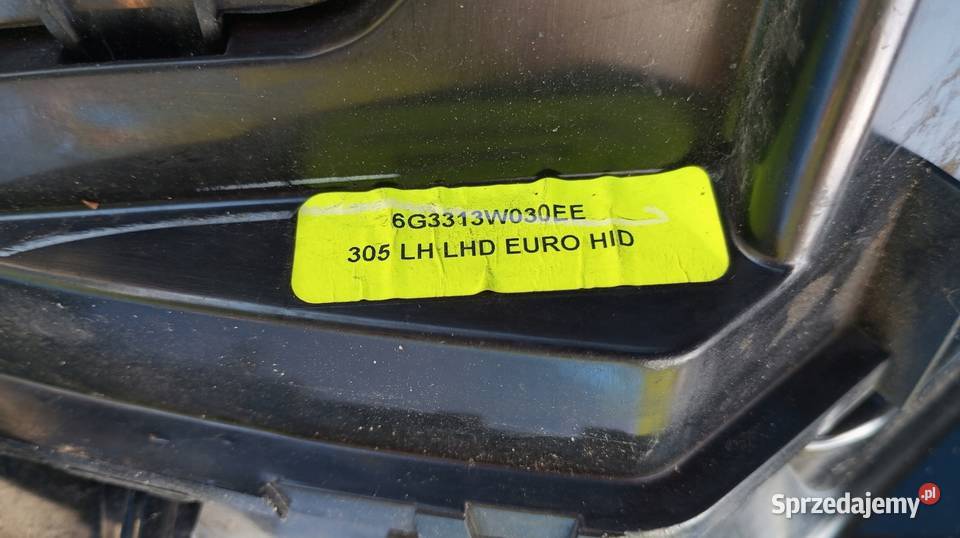 6G3313W030EE
305 LH LHD EURO HID
Sprzedajemy.pl